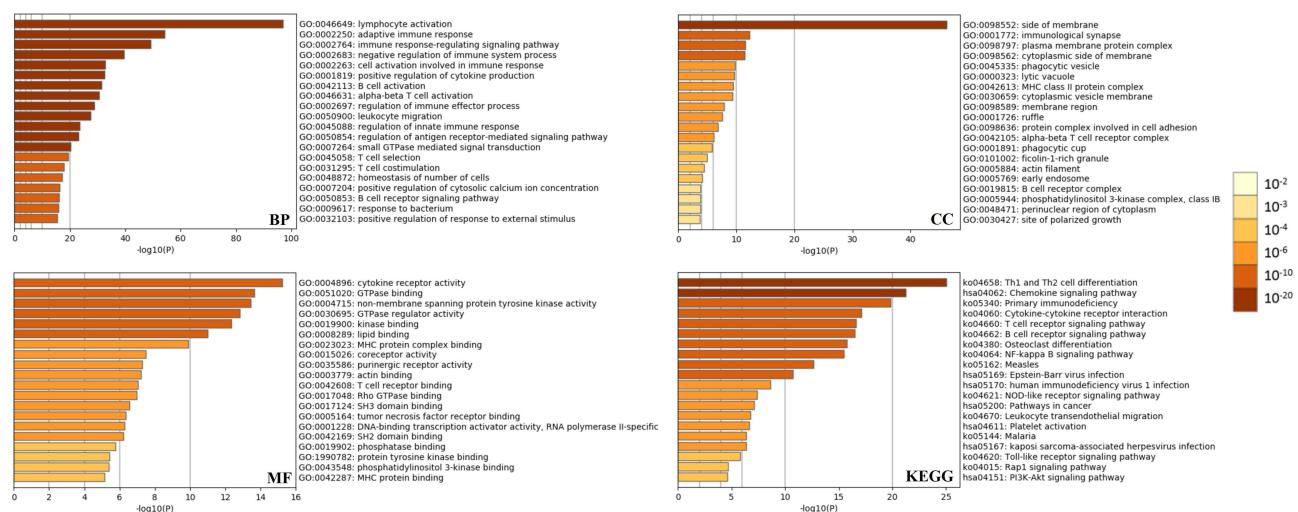 GO:0046649: lymphocyte activation
GO:0002250: adaptive immune response
GO:0002764: immune response-regulating signaling pathway
GO:0002683: negative regulation of immune system process
GO:0002263: cell activation involved in immune response
GO:0001819: positive regulation of cytokine production
GO:0042113: B cell activation
GO:0046631: alpha-beta T cell activation
GO:0002697: regulation of immune effector process
GO:0050900: leukocyte migration
GO:0045088: regulation of innate immune response
GO:0050854: regulation of antigen receptor-mediated signaling pathway
GO:0007264: small GTPase mediated signal transduction
GO:0045058: T cell selection
GO:0031295: T cell costimulation
GO:0048872: homeostasis of number of cells
GO:0007204: positive regulation of cytosolic calcium ion concentration
GO:0050853: B cell receptor signaling pathway
GO:0009617: response to bacterium
GO:0032103: positive regulation of response to external stimulus
BP
0 20 40 60 80 100
-log10(P)
GO:0098552: side of membrane
GO:0001772: immunological synapse
GO:0098797: plasma membrane protein complex
GO:0098562: cytoplasmic side of membrane
GO:0045335: phagocytic vesicle
GO:0000323: lytic vacuole
GO:0042613: MHC class II protein complex
GO:0030659: cytoplasmic vesicle membrane
GO:0098589: membrane region
GO:0001726: ruffle
GO:0098636: protein complex involved in cell adhesion
GO:0042105: alpha-beta T cell receptor complex
GO:0001891: phagocytic cup
GO:0101002: ficolin-1-rich granule
GO:0005884: actin filament
GO:0005769: early endosome
GO:0019815: B cell receptor complex
GO:0005944: phosphatidylinositol 3-kinase complex, class IB
GO:0048471: perinuclear region of cytoplasm
GO:0030427: site of polarized growth
CC
0 10 20 30 40
-log10(P)
10-2
10-3
10-4
10-6
10-10
10-20
GO:0004896: cytokine receptor activity
GO:0051020: GTPase binding
GO:0004715: non-membrane spanning protein tyrosine kinase activity
GO:0030695: GTPase regulator activity
GO:0019900: kinase binding
GO:0008289: lipid binding
GO:0023023: MHC protein complex binding
GO:0015026: coreceptor activity
GO:0035586: purinergic receptor activity
GO:0003779: actin binding
GO:0042608: T cell receptor binding
GO:0017048: Rho GTPase binding
GO:0017124: SH3 domain binding
GO:0005164: tumor necrosis factor receptor binding
GO:0001228: DNA-binding transcription activator activity, RNA polymerase II-specific
GO:0042169: SH2 domain binding
GO:0019902: phosphatase binding
GO:1990782: protein tyrosine kinase binding
GO:0043548: phosphatidylinositol 3-kinase binding
GO:0042287: MHC protein binding
MF
0 2 4 6 8 10 12 14 16
-log10(P)
ko04658: Th1 and Th2 cell differentiation
hsa04062: Chemokine signaling pathway
ko05340: Primary immunodeficiency
ko04060: Cytokine-cytokine receptor interaction
ko04660: T cell receptor signaling pathway
ko04662: B cell receptor signaling pathway
ko04380: Osteoclast differentiation
ko04064: NF-kappa B signaling pathway
ko05162: Measles
hsa05169: Epstein-Barr virus infection
hsa05170: human immunodeficiency virus 1 infection
ko04621: NOD-like receptor signaling pathway
hsa05200: Pathways in cancer
ko04670: Leukocyte transendothelial migration
hsa04611: Platelet activation
ko05144: Malaria
hsa05167: kaposi sarcoma-associated herpesvirus infection
ko04620: Toll-like receptor signaling pathway
ko04015: Rap1 signaling pathway
hsa04151: PI3K-Akt signaling pathway
KEGG
0 5 10 15 20 25
-log10(P)